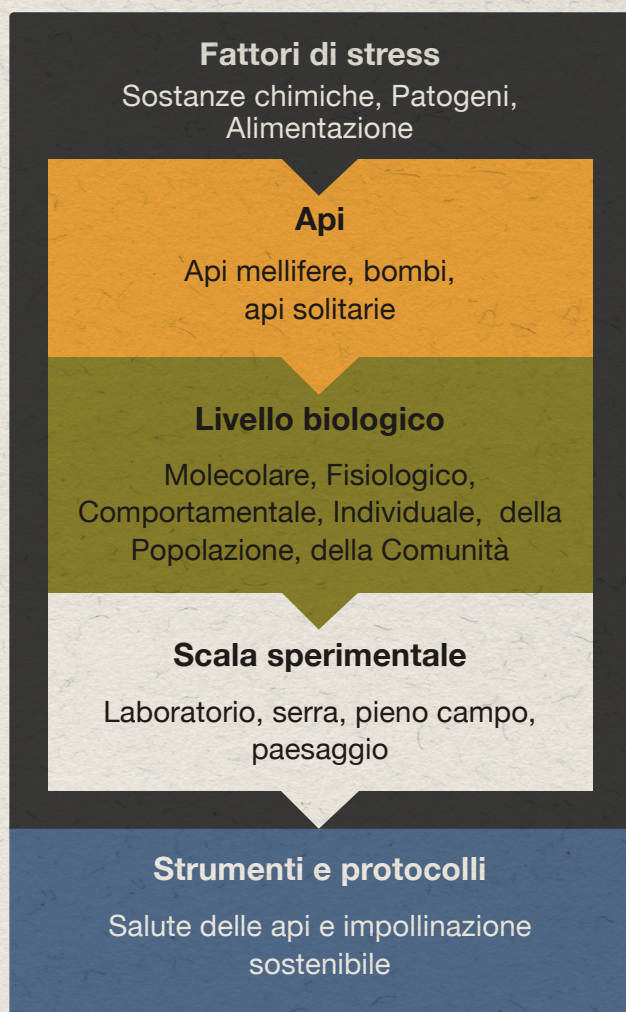 Fattori di stress
Sostanze chimiche, Patogeni,
Alimentazione
Api
Api mellifere, bombi,
api solitarie
Livello biologico
Molecolare, Fisiologico,
Comportamentale, Individuale, della
Popolazione, della Comunità
Scala sperimentale
Laboratorio, serra, pieno campo,
paesaggio
Strumenti e protocolli
Salute delle api e impollinazione
sostenibile